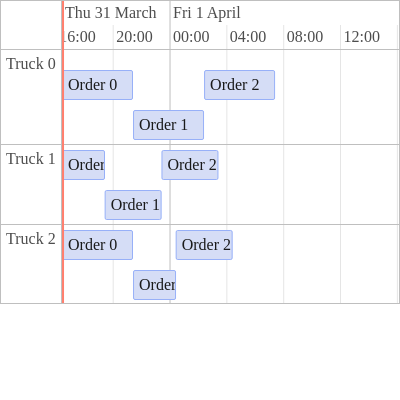 Thu 31 March Fri 1 April
16:00 20:00 00:00 04:00 08:00 12:00
Truck 0
Order 0 Order 2
Order 1
Truck 1
Order Order 2
Order 1
Truck 2
Order 0 Order 2
Order